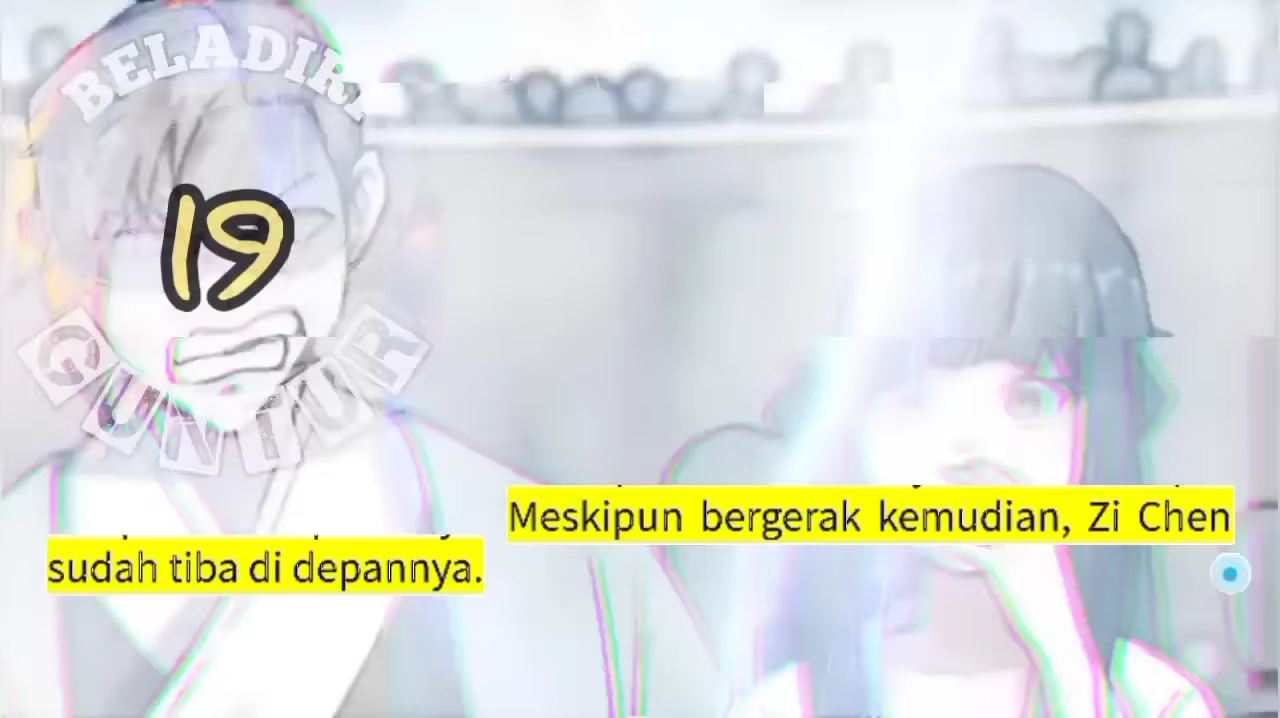 BELADIRI
19
GUNTUR
Meskipun bergerak kemudian, Zi Chen
sudah tiba di depannya.